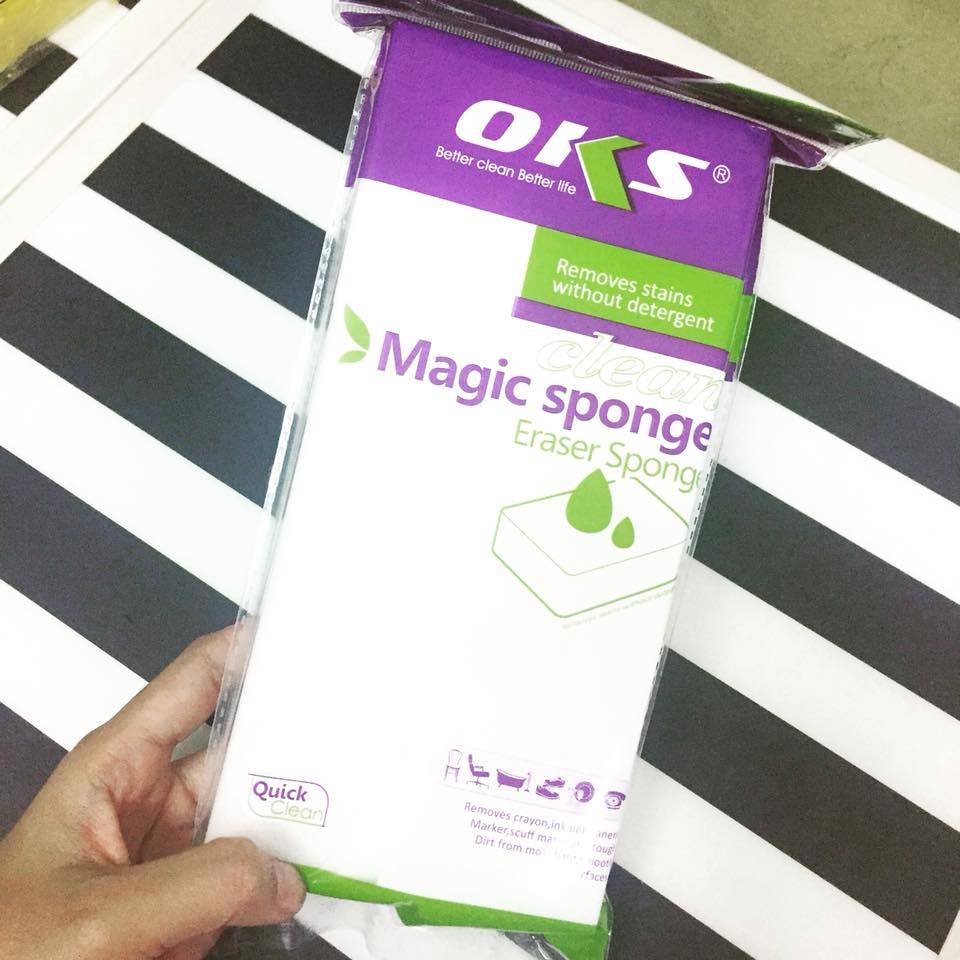 OKS®
Better clean Better life
Removes stains
without detergent
clean
Magic sponge
Eraser Sponge
Quick
Clean
Removes crayon,ink
Marker,scuff
Dirt from